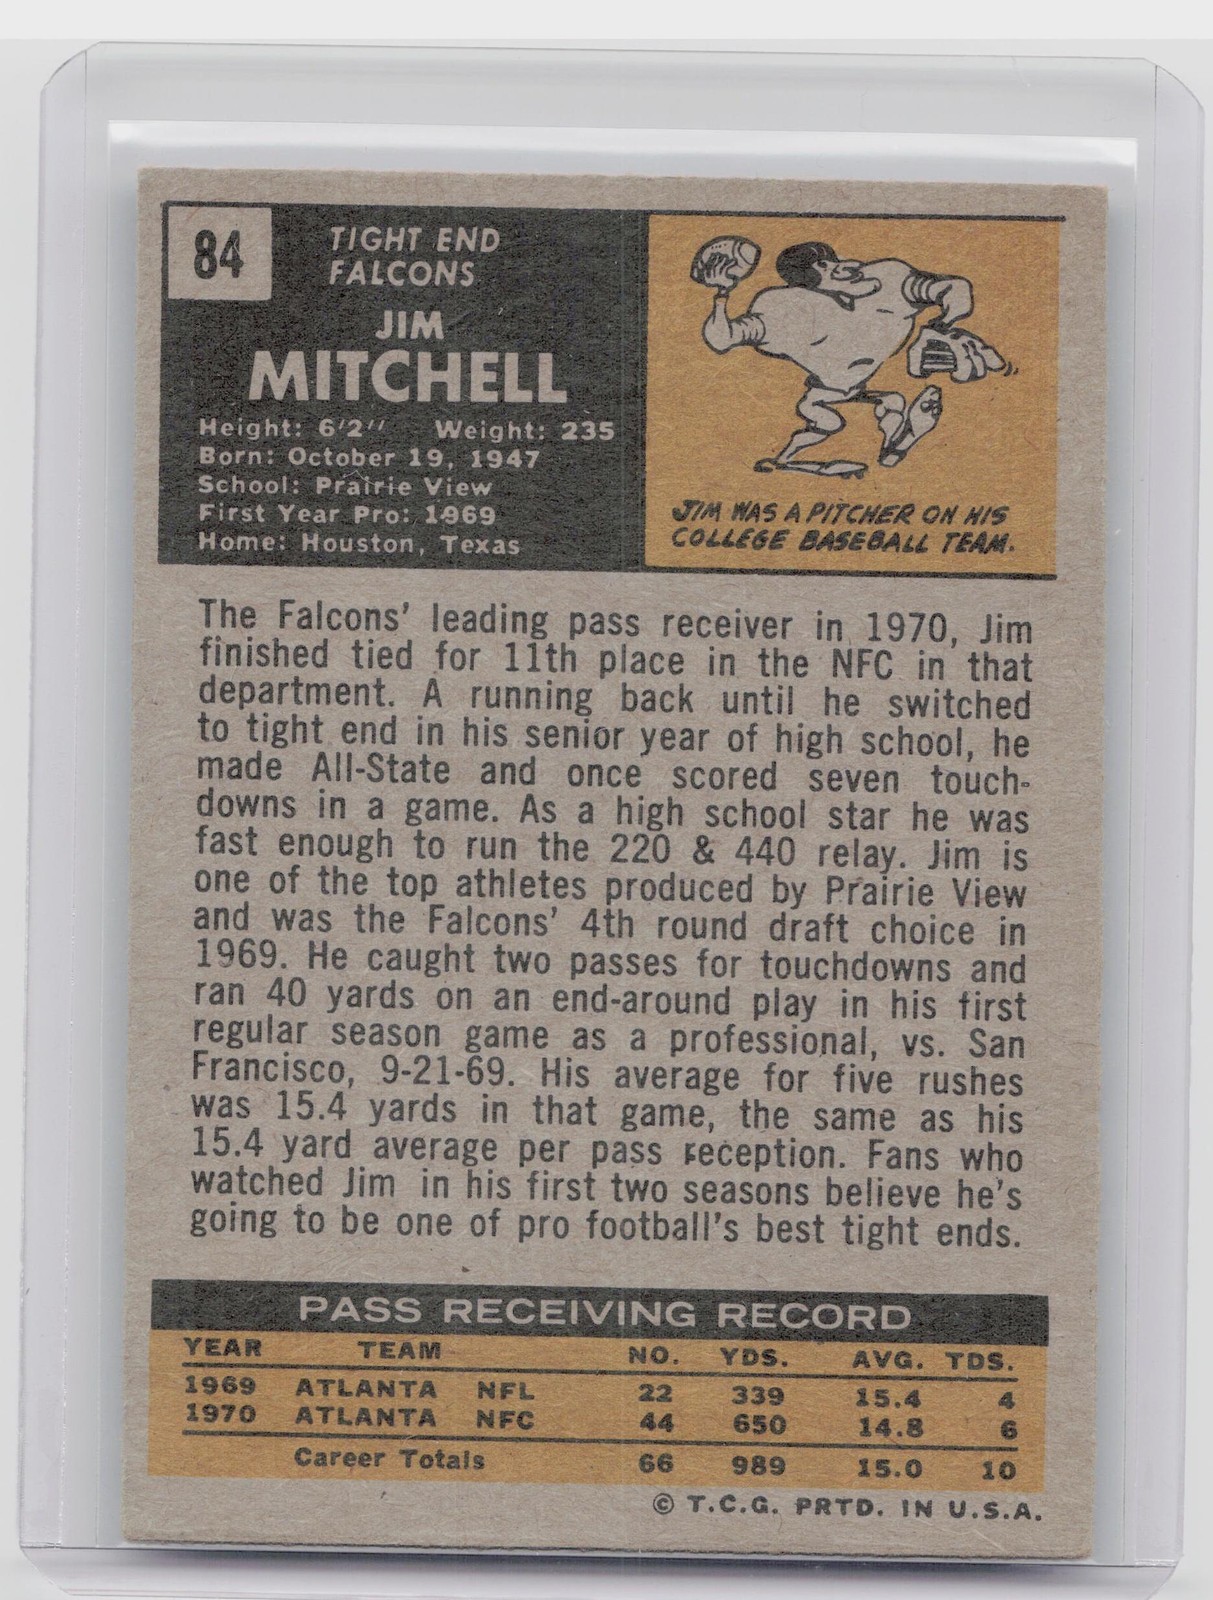 84
TIGHT END
FALCONS
JIM
MITCHELL
Height: 6'2'' Weight: 235
Born: October 19, 1947
School: Prairie View
First Year Pro: 1969
Home: Houston, Texas
JIM WAS A PITCHER ON HIS
COLLEGE BASEBALL TEAM.
The Falcons' leading pass receiver in 1970, Jim
finished tied for 11th place in the NFC in that
department. A running back until he switched
to tight end in his senior year of high school, he
made All-State and once scored seven touch-
downs in a game. As a high school star he was
fast enough to run the 220 & 440 relay. Jim is
one of the top athletes produced by Prairie View
and was the Falcons' 4th round draft choice in
1969. He caught two passes for touchdowns and
ran 40 yards on an end-around play in his first
regular season game as a professional, vs. San
Francisco, 9-21-69. His average for five rushes
was 15.4 yards in that game, the same as his
15.4 yard average per pass reception. Fans who
watched Jim in his first two seasons believe he's
going to be one of pro football's best tight ends.
PASS RECEIVING RECORD
YEAR TEAM NO. YDS. AVG. TDS.
1969 ATLANTA NFL 22 339 15.4 4
1970 ATLANTA NFC 44 650 14.8 6
Career Totals 66 989 15.0 10
© T.C.G. PRTD. IN U.S.A.